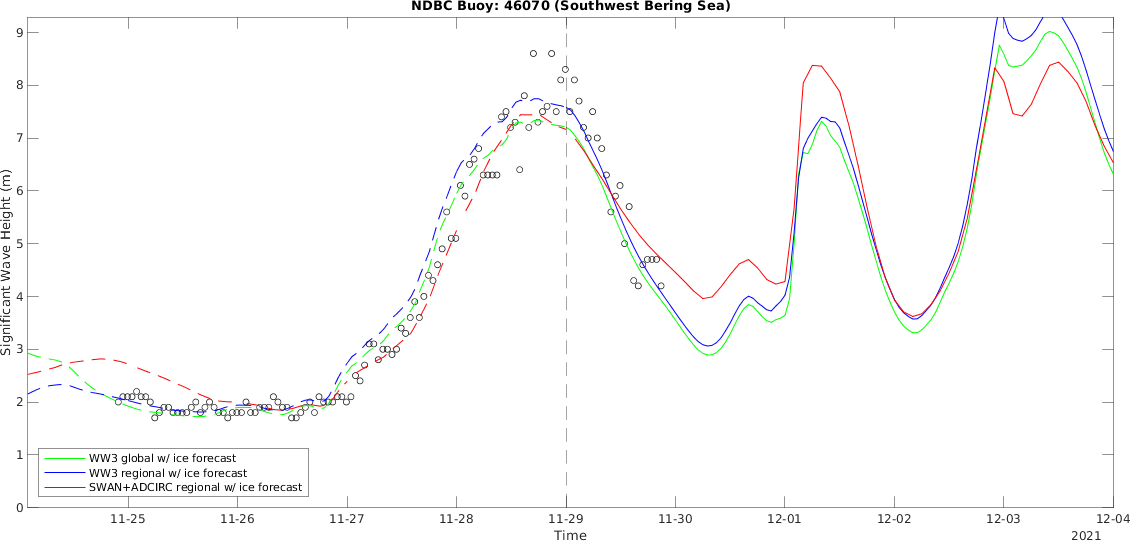 NDBC Buoy: 46070 (Southwest Bering Sea)
Significant Wave Height (m)
9
8
7
6
5
4
3
2
1
0
WW3 global w/ ice forecast
WW3 regional w/ ice forecast
SWAN+ADCIRC regional w/ ice forecast
11-25 11-26 11-27 11-28 11-29 11-30 12-01 12-02 12-03 12-04
Time 2021